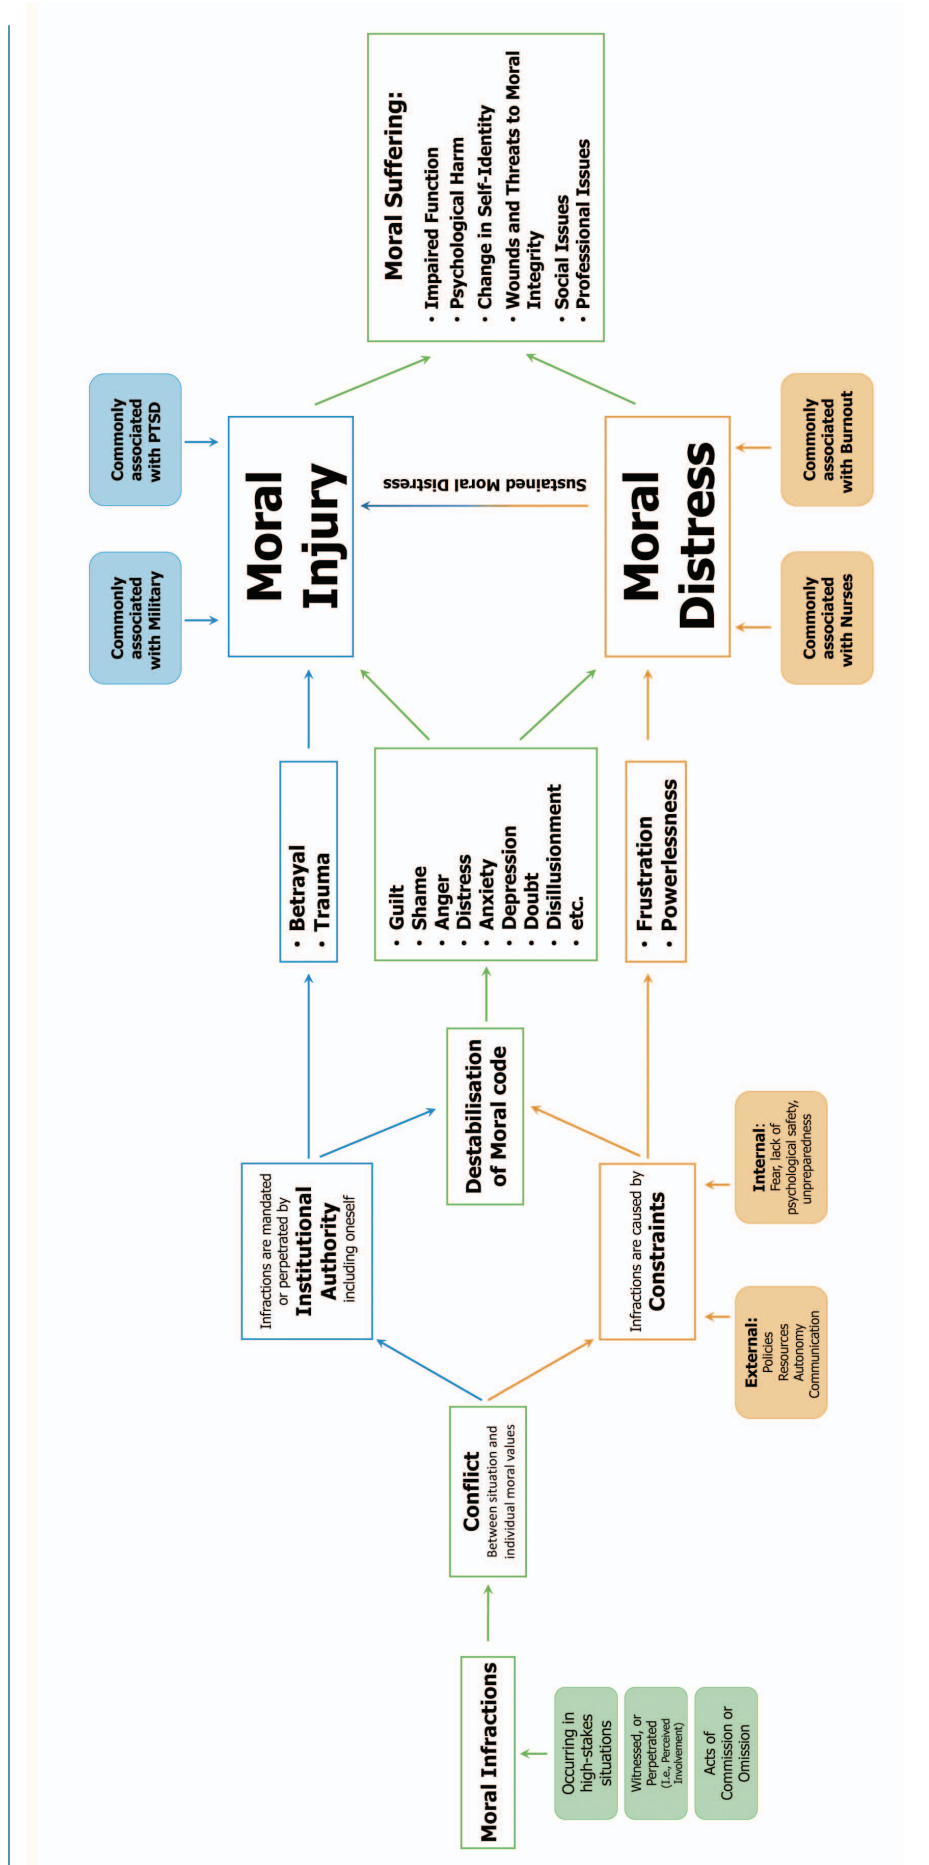 Moral Infractions
Occurring in
high-stakes
situations
Witnessed, or
Perpetrated
(I.e., Perceived
Involvement)
Acts of
Commission or
Omission
Conflict
Between situation and
individual moral values
Infractions are mandated
or perpetrated by
Institutional
Authority
including oneself
Infractions are caused by
Constraints
External:
Policies
Resources
Autonomy
Communication
Internal:
Fear, lack of
psychological safety,
unpreparedness
Destabilisation
of Moral code
• Betrayal
• Trauma
• Guilt
• Shame
• Anger
• Distress
• Anxiety
• Depression
• Doubt
• Disillusionment
• etc.
• Frustration
• Powerlessness
Commonly
associated
with Military
Commonly
associated
with PTSD
Moral
Injury
Sustained Moral Distress
Moral
Distress
Commonly
associated
with Nurses
Commonly
associated
with Burnout
Moral Suffering:
• Impaired Function
• Psychological Harm
• Change in Self-Identity
• Wounds and Threats to Moral
Integrity
• Social Issues
• Professional Issues